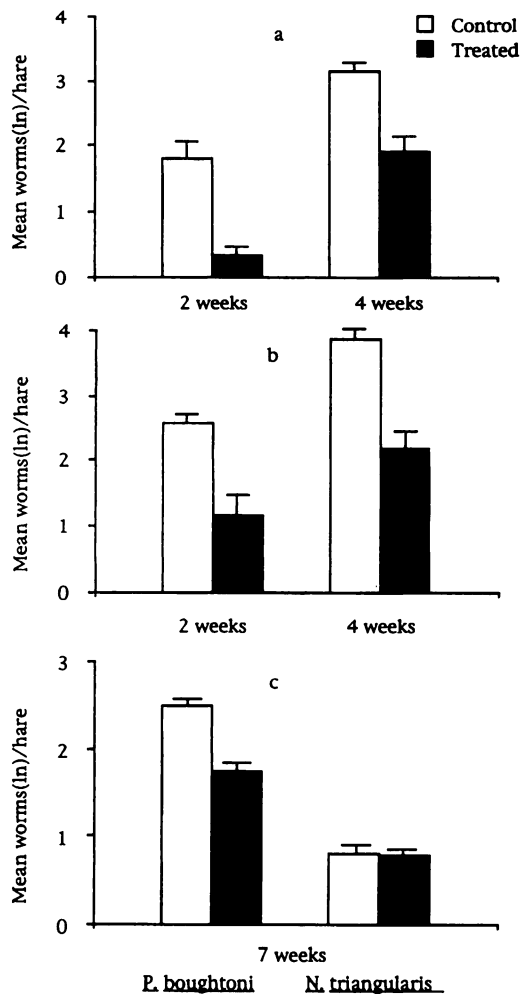 4
a
Control
Treated
3
2
1
0
Mean worms(ln)/hare
2 weeks 4 weeks
4
b
3
2
1
0
Mean worms(ln)/hare
2 weeks 4 weeks
3
c
2
1
0
Mean worms(ln)/hare
7 weeks
P. boughtoni N. triangularis